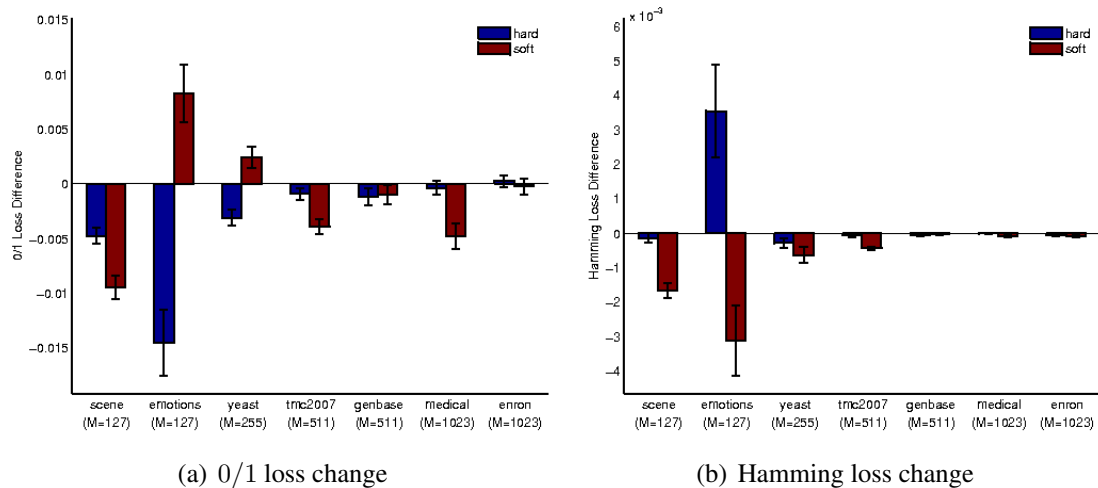 0.015
0.01
0.005
0
−0.005
−0.01
−0.015
0/1 Loss Difference
hard
soft
scene emotions yeast tmc2007 genbase medical enron
(M=127) (M=127) (M=255) (M=511) (M=511) (M=1023) (M=1023)
(a) 0/1 loss change
x 10⁻³
6
5
4
3
2
1
0
−1
−2
−3
−4
Hamming Loss Difference
hard
soft
scene emotions yeast tmc2007 genbase medical enron
(M=127) (M=127) (M=255) (M=511) (M=511) (M=1023) (M=1023)
(b) Hamming loss change